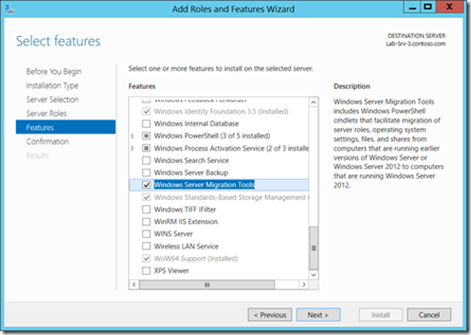 Add Roles and Features Wizard
Select features
DESTINATION SERVER
Lab-Srv-3.contoso.com
Before You Begin
Installation Type
Server Selection
Server Roles
Features
Confirmation
Results
Select one or more features to install on the selected server.
Features
Windows Feedback Forwarder
Windows Identity Foundation 3.5 (Installed)
Windows Internal Database
Windows PowerShell (3 of 5 installed)
Windows Process Activation Service (2 of 3 installe
Windows Search Service
Windows Server Backup
Windows Server Migration Tools
Windows Standards-Based Storage Management (
Windows TIFF IFilter
WinRM IIS Extension
WINS Server
Wireless LAN Service
WoW64 Support (Installed)
XPS Viewer
Description
Windows Server Migration Tools
includes Windows PowerShell
cmdlets that facilitate migration of
server roles, operating system
settings, files, and shares from
computers that are running earlier
versions of Windows Server or
Windows Server 2012 to computers
that are running Windows Server
2012.
< Previous
Next >
Install
Cancel